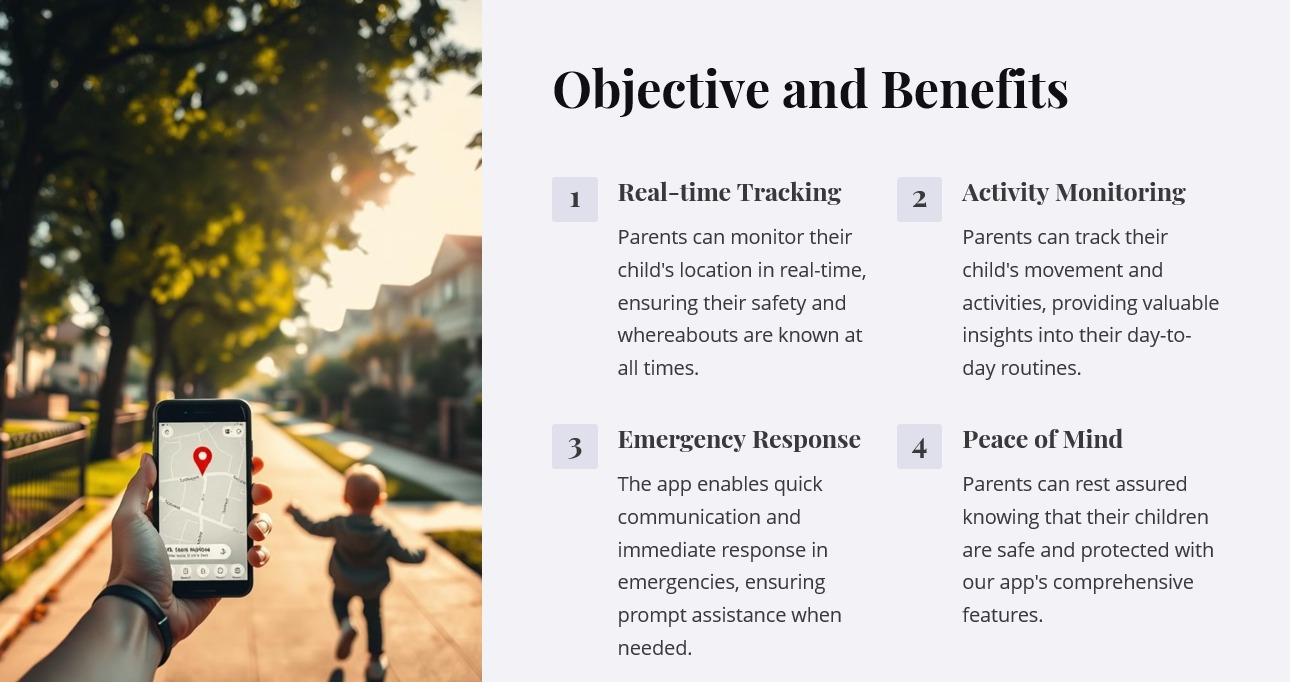 Objective and Benefits
1
Real-time Tracking
Parents can monitor their
child's location in real-time,
ensuring their safety and
whereabouts are known at
all times.
2
Activity Monitoring
Parents can track their
child's movement and
activities, providing valuable
insights into their day-to-
day routines.
3
Emergency Response
The app enables quick
communication and
immediate response in
emergencies, ensuring
prompt assistance when
needed.
4
Peace of Mind
Parents can rest assured
knowing that their children
are safe and protected with
our app's comprehensive
features.